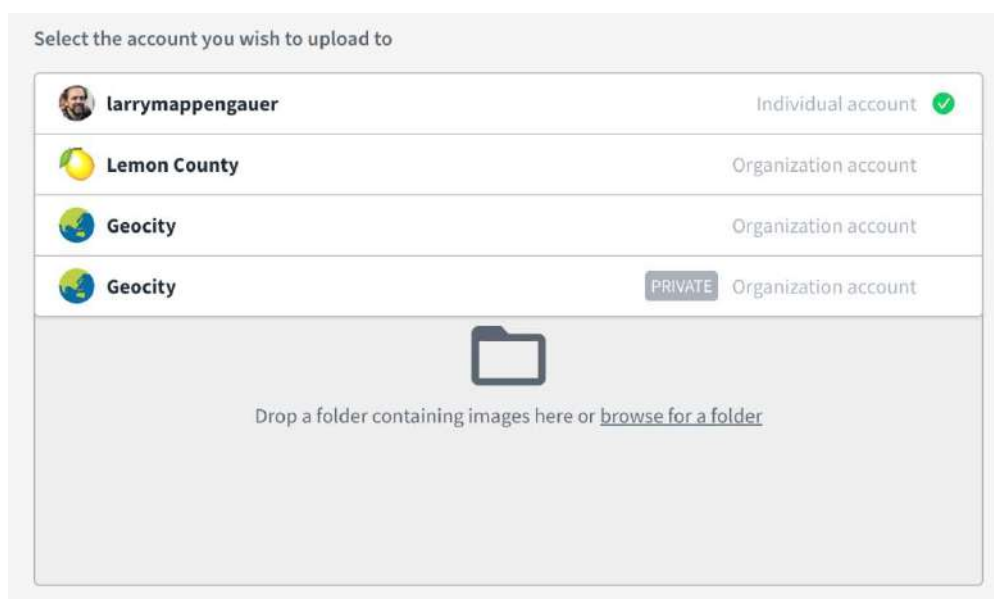 Select the account you wish to upload to
larrymappengauer Individual account
Lemon County Organization account
Geocity Organization account
Geocity PRIVATE Organization account
Drop a folder containing images here or browse for a folder